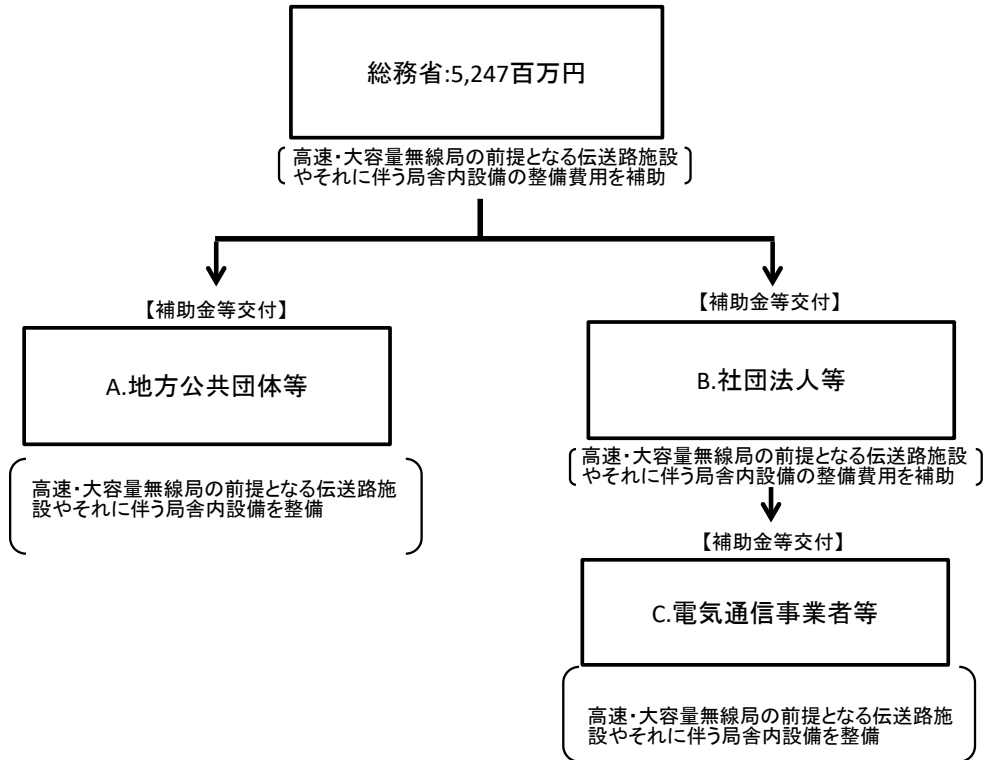 総務省:5,247百万円
高速・大容量無線局の前提となる伝送路施設
やそれに伴う局舎内設備の整備費用を補助
【補助金等交付】
A.地方公共団体等
高速・大容量無線局の前提となる伝送路施
設やそれに伴う局舎内設備を整備
【補助金等交付】
B.社団法人等
高速・大容量無線局の前提となる伝送路施設
やそれに伴う局舎内設備の整備費用を補助
【補助金等交付】
C.電気通信事業者等
高速・大容量無線局の前提となる伝送路施
設やそれに伴う局舎内設備を整備